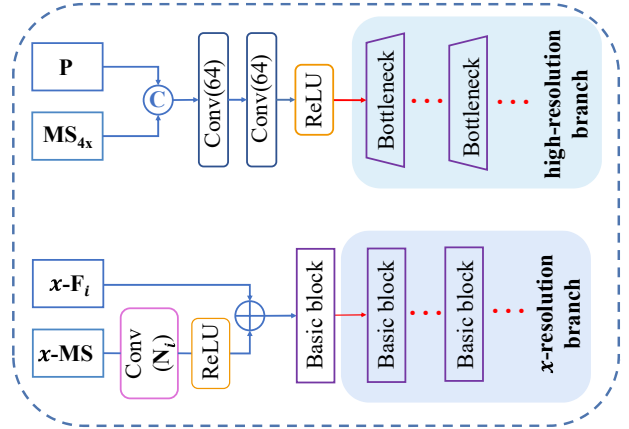 P
MS4x
C
Conv(64)
Conv(64)
ReLU
Bottleneck
Bottleneck
high-resolution
branch
x-Fi
x-MS
Conv
(Ni)
ReLU
Basic block
Basic block
Basic block
x-resolution
branch